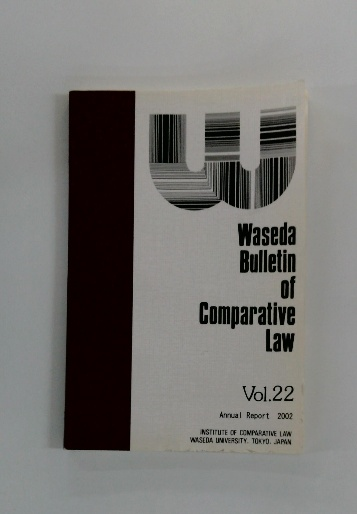 Waseda
Bulletin
of
Comparative
Law
Vol.22
Annual Report 2002
INSTITUTE OF COMPARATIVE LAW
WASEDA UNIVERSITY, TOKYO, JAPAN